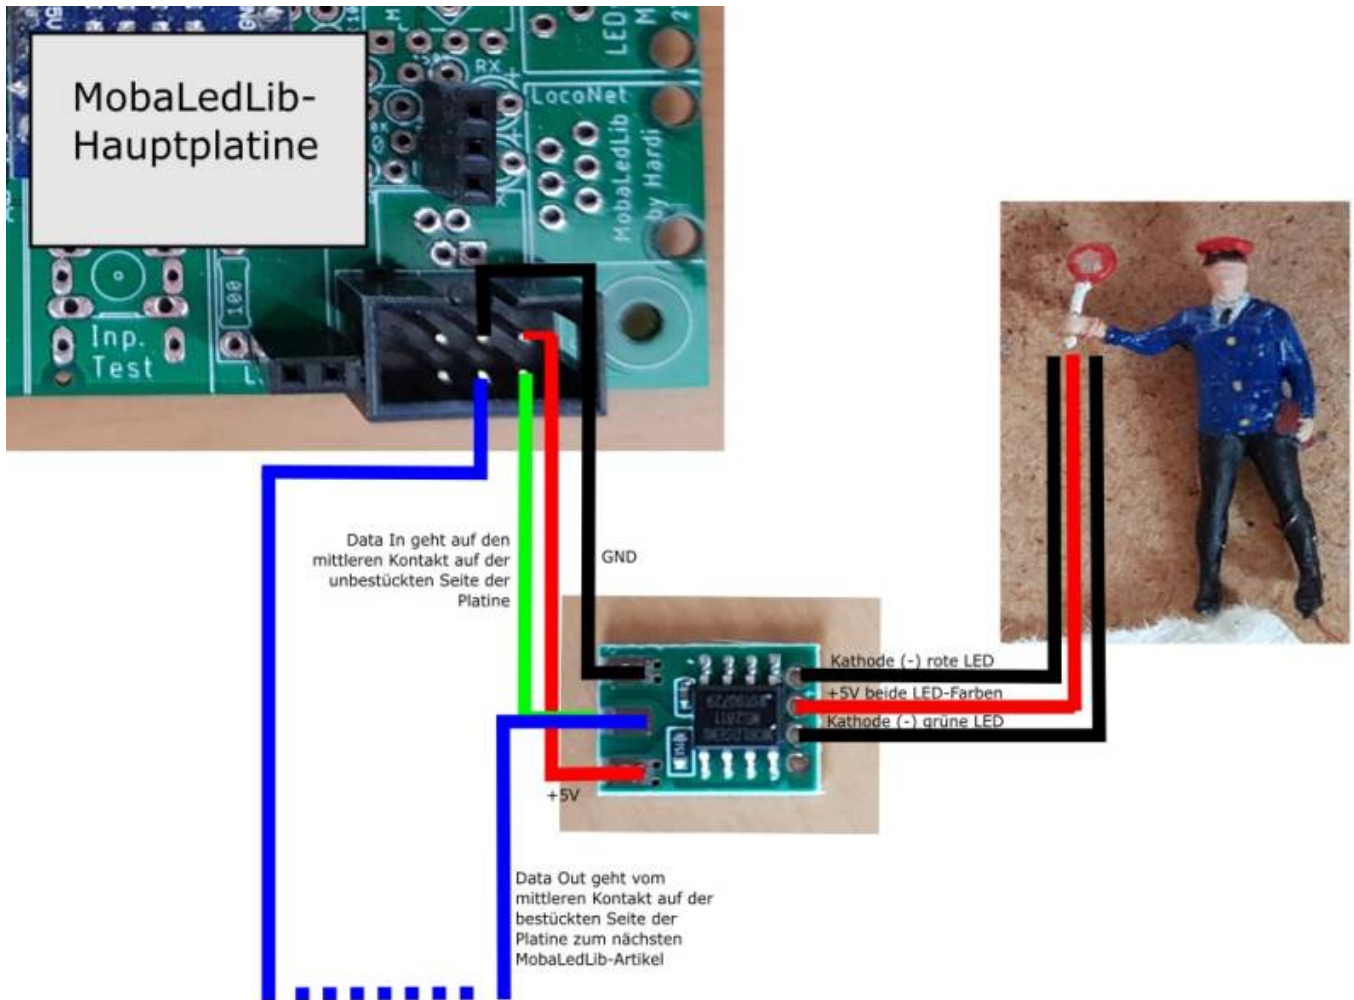 MobaLedLib-
Hauptplatine
RX
LED
LocoNet
MobaLedLib
by Hardi
100
Inp.
Test
Data In geht auf den
mittleren Kontakt auf der
unbestückten Seite der
Platine
GND
Kathode (-) rote LED
+5V beide LED-Farben
Kathode (-) grüne LED
+5V
Data Out geht vom
mittleren Kontakt auf der
bestückten Seite der
Platine zum nächsten
MobaLedLib-Artikel